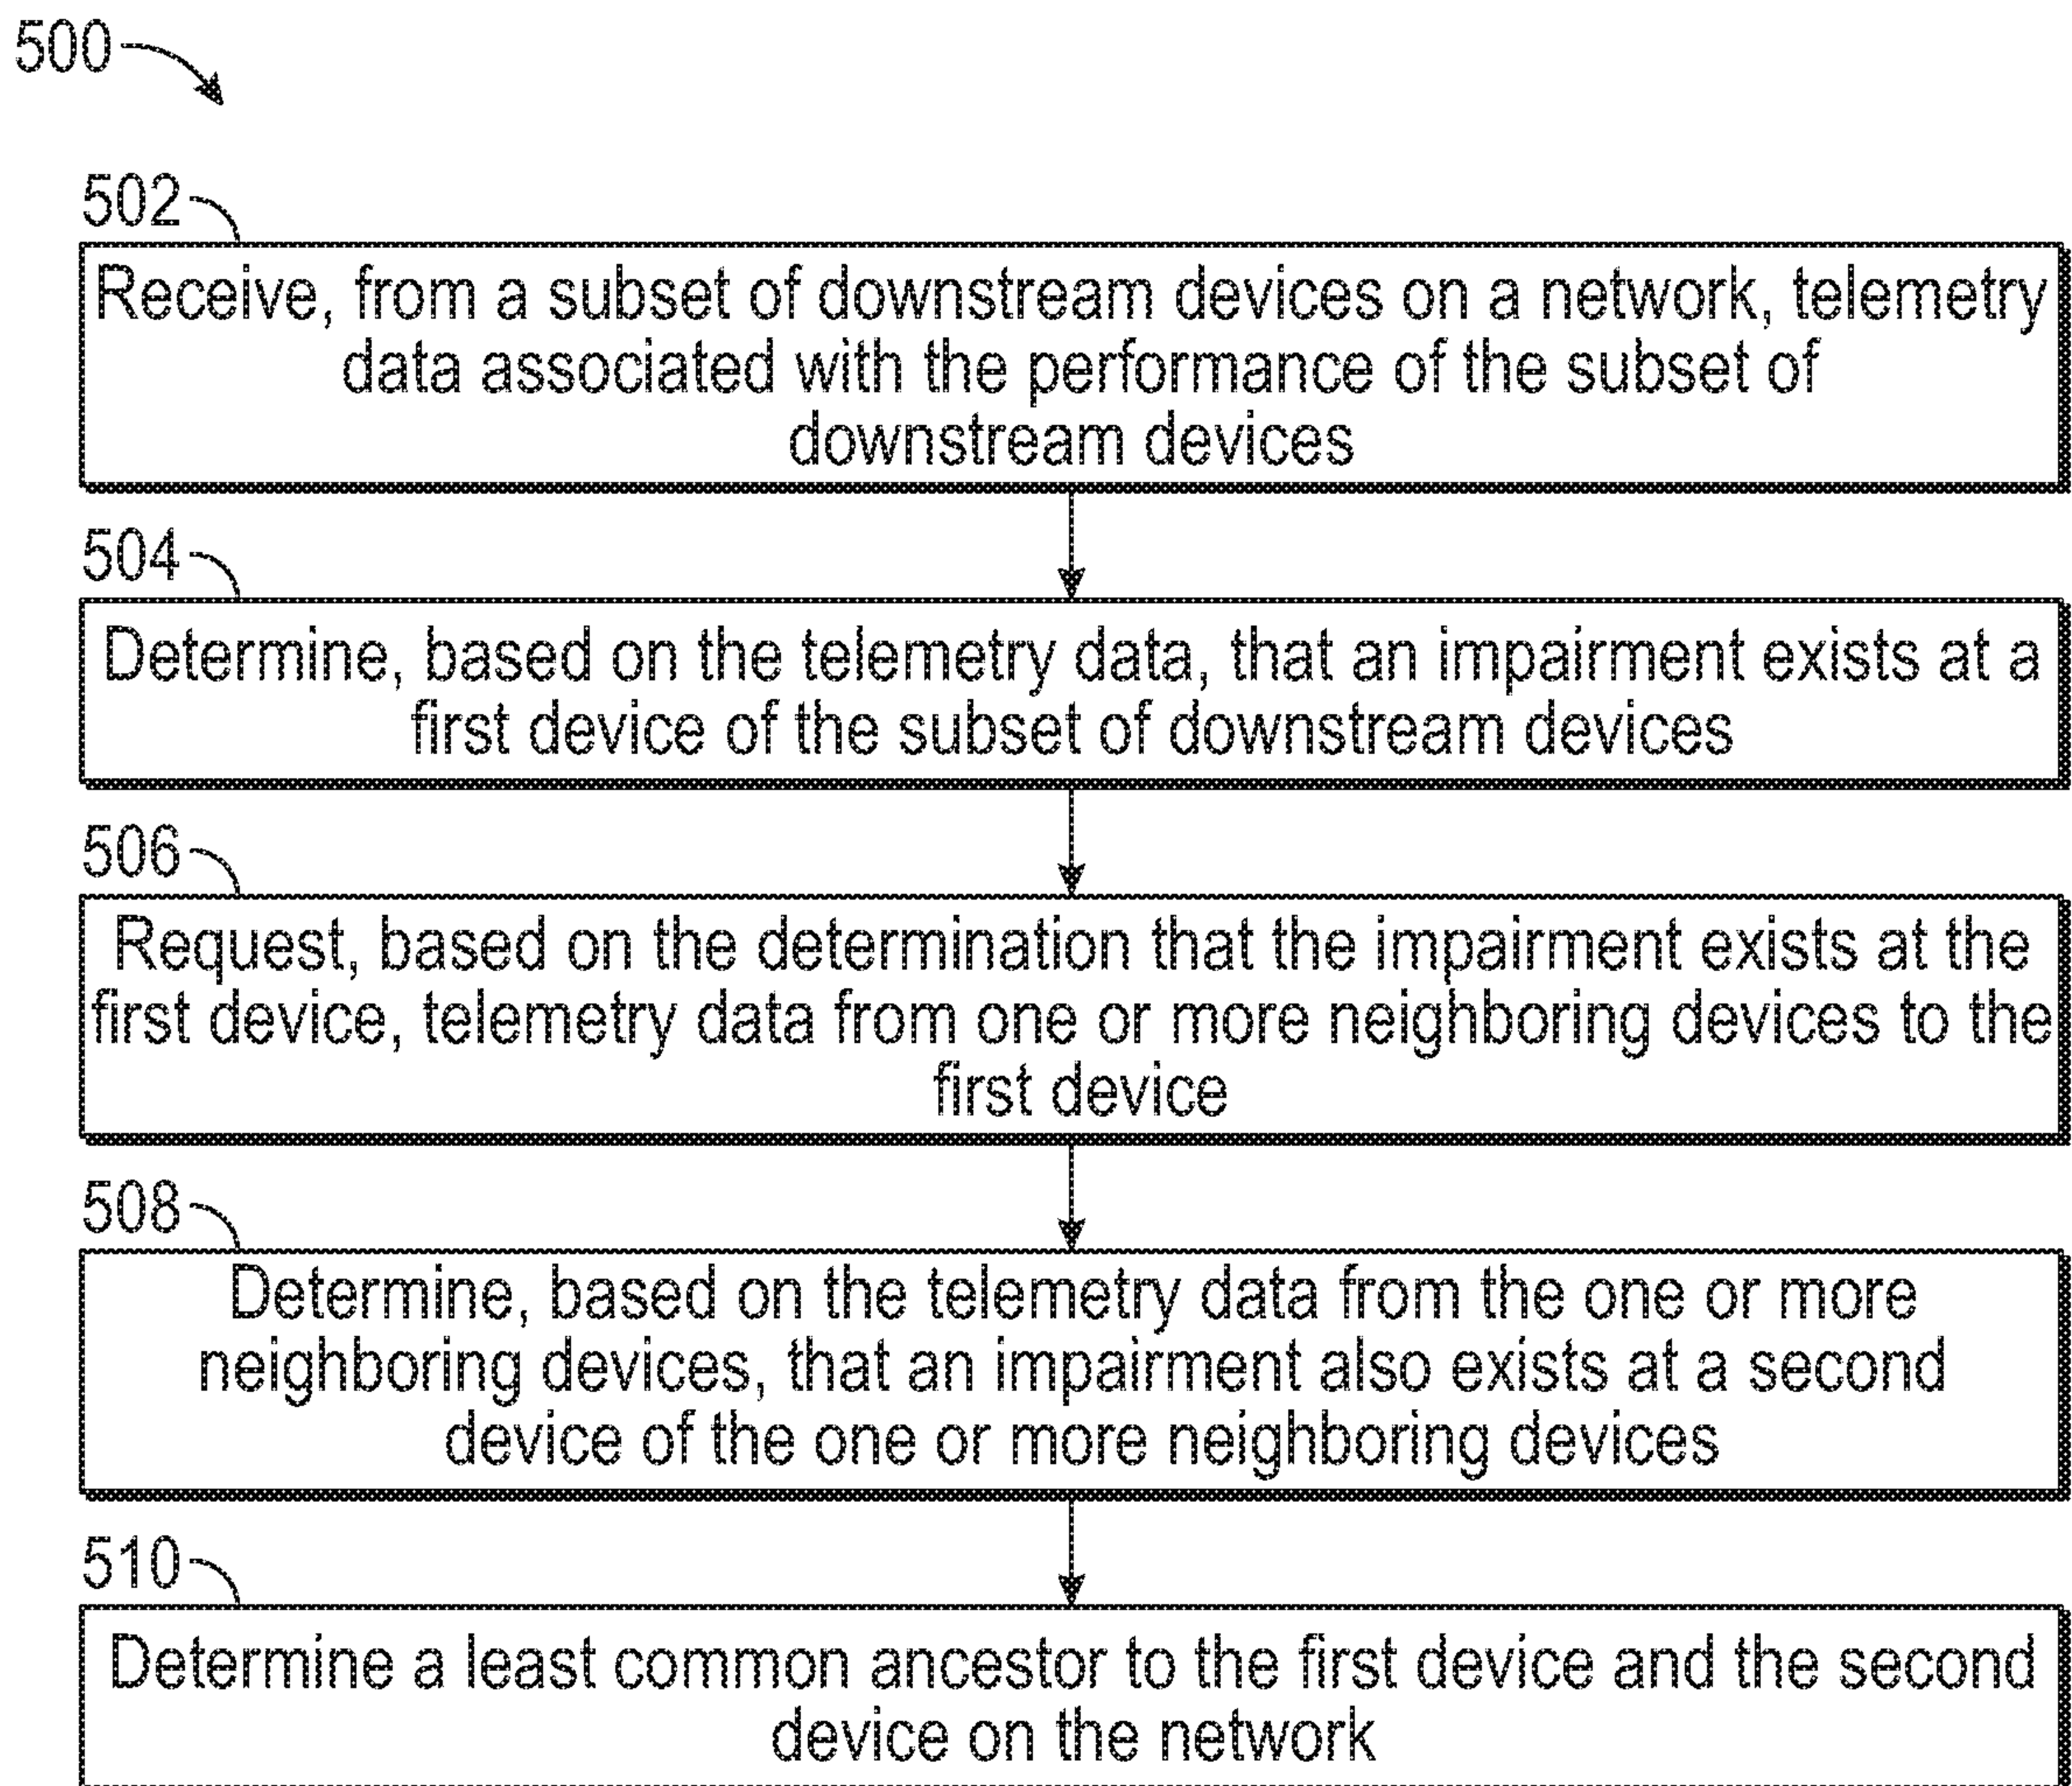 500
502
Receive, from a subset of downstream devices on a network, telemetry
data associated with the performance of the subset of
downstream devices
504
Determine, based on the telemetry data, that an impairment exists at a
first device of the subset of downstream devices
506
Request, based on the determination that the impairment exists at the
first device, telemetry data from one or more neighboring devices to the
first device
508
Determine, based on the telemetry data from the one or more
neighboring devices, that an impairment also exists at a second
device of the one or more neighboring devices
510
Determine a least common ancestor to the first device and the second
device on the network